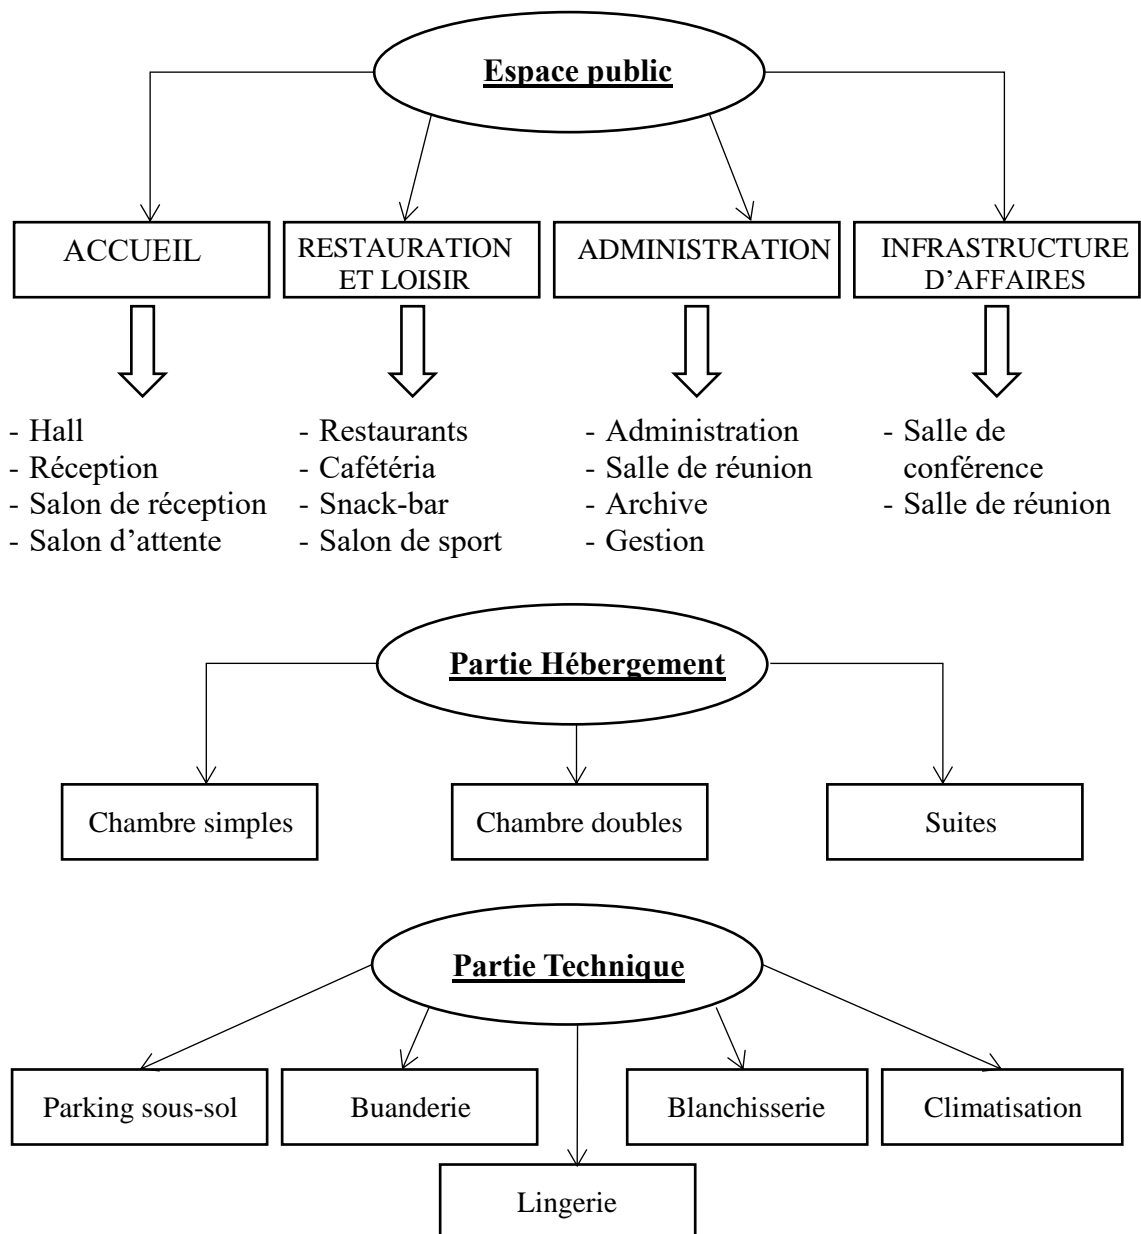 Espace public
ACCUEIL
RESTAURATION
ET LOISIR
ADMINISTRATION
INFRASTRUCTURE
D’AFFAIRES
- Hall
- Réception
- Salon de réception
- Salon d’attente
- Restaurants
- Cafétéria
- Snack-bar
- Salon de sport
- Administration
- Salle de réunion
- Archive
- Gestion
- Salle de
conférence
- Salle de réunion
Partie Hébergement
Chambre simples
Chambre doubles
Suites
Partie Technique
Parking sous-sol
Buanderie
Blanchisserie
Climatisation
Lingerie